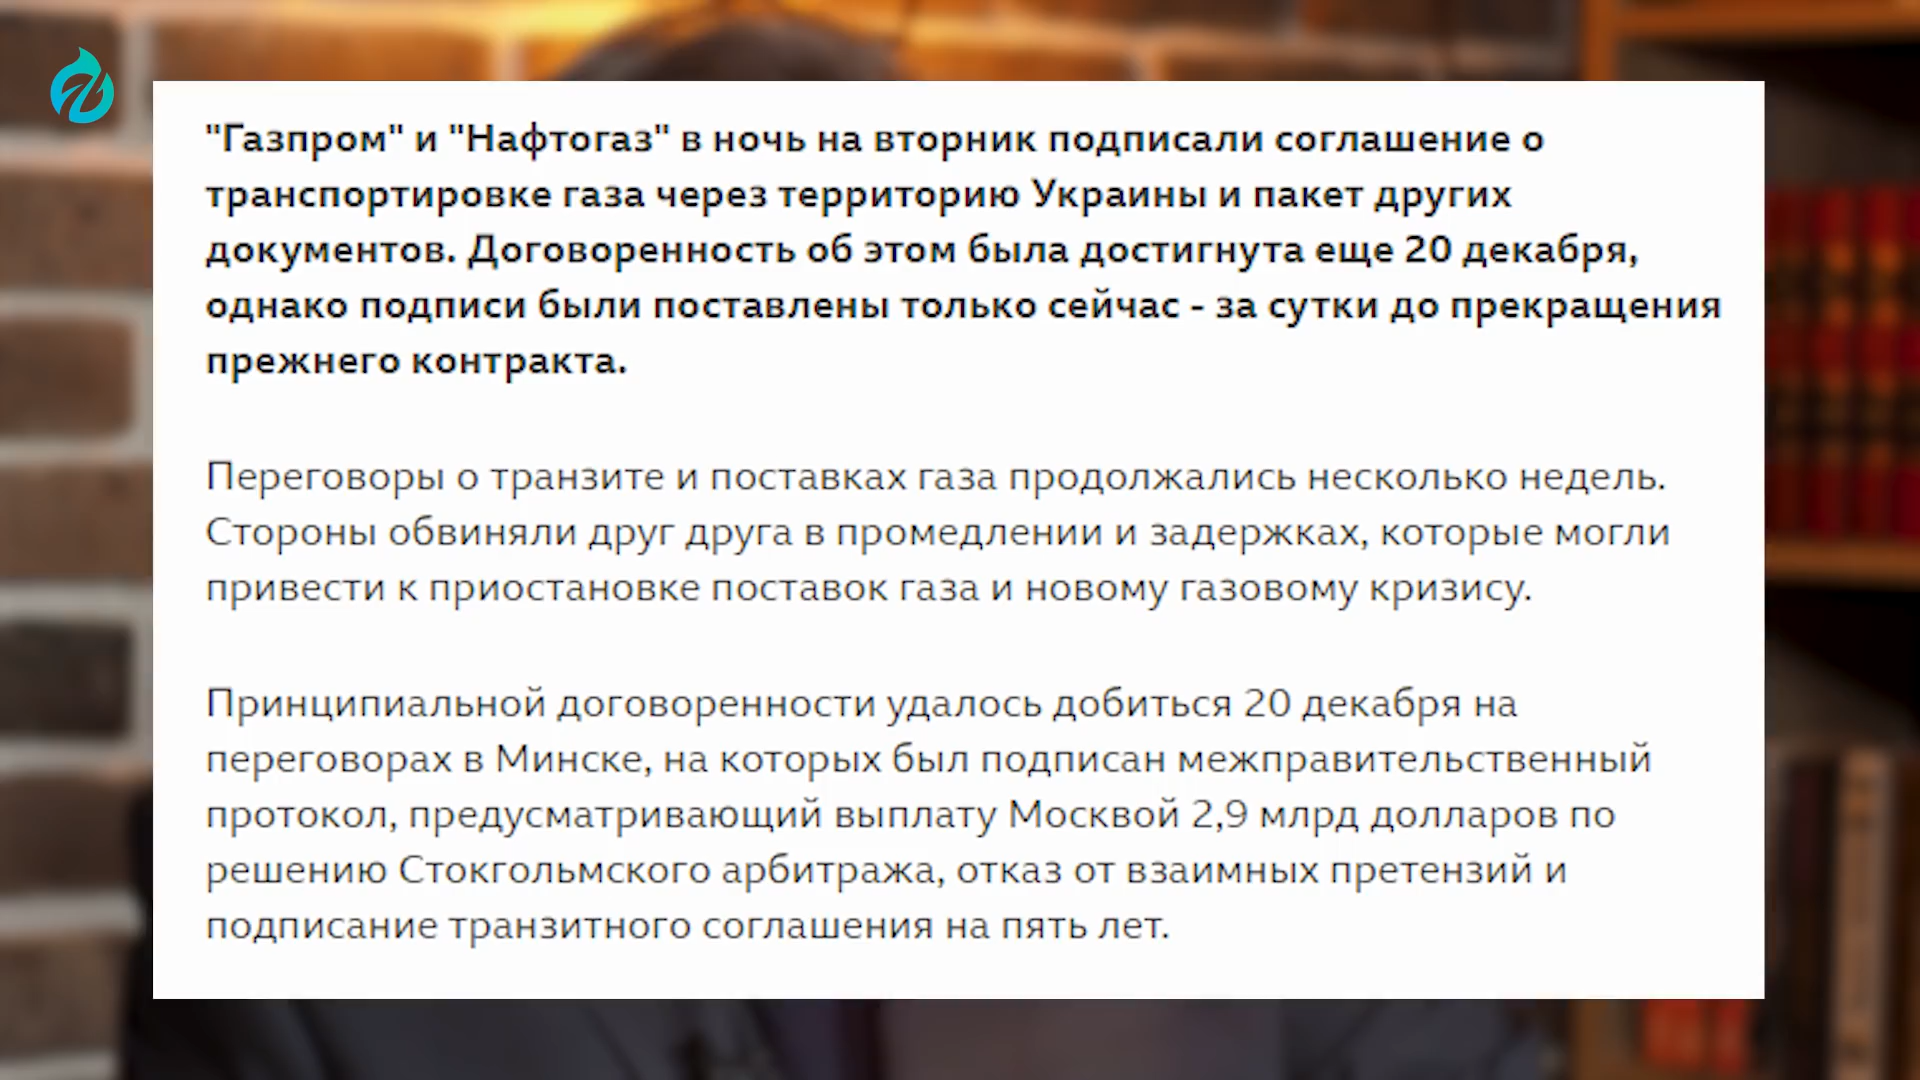 "Газпром" и "Нафтогаз" в ночь на вторник подписали соглашение о
транспортировке газа через территорию Украины и пакет других
документов. Договоренность об этом была достигнута еще 20 декабря,
однако подписи были поставлены только сейчас - за сутки до прекращения
прежнего контракта.
Переговоры о транзите и поставках газа продолжались несколько недель.
Стороны обвиняли друг друга в промедлении и задержках, которые могли
привести к приостановке поставок газа и новому газовому кризису.
Принципиальной договоренности удалось добиться 20 декабря на
переговорах в Минске, на которых был подписан межправительственный
протокол, предусматривающий выплату Москвой 2,9 млрд долларов по
решению Стокгольмского арбитража, отказ от взаимных претензий и
подписание транзитного соглашения на пять лет.